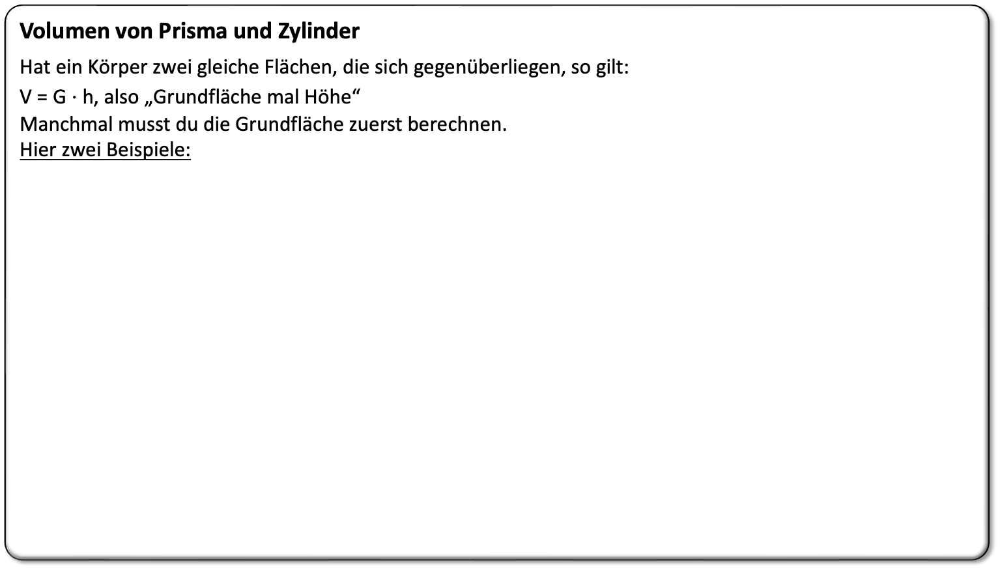 Volumen von Prisma und Zylinder
Hat ein Körper zwei gleiche Flächen, die sich gegenüberliegen, so gilt:
V = G · h, also „Grundfläche mal Höhe“
Manchmal musst du die Grundfläche zuerst berechnen.
Hier zwei Beispiele: